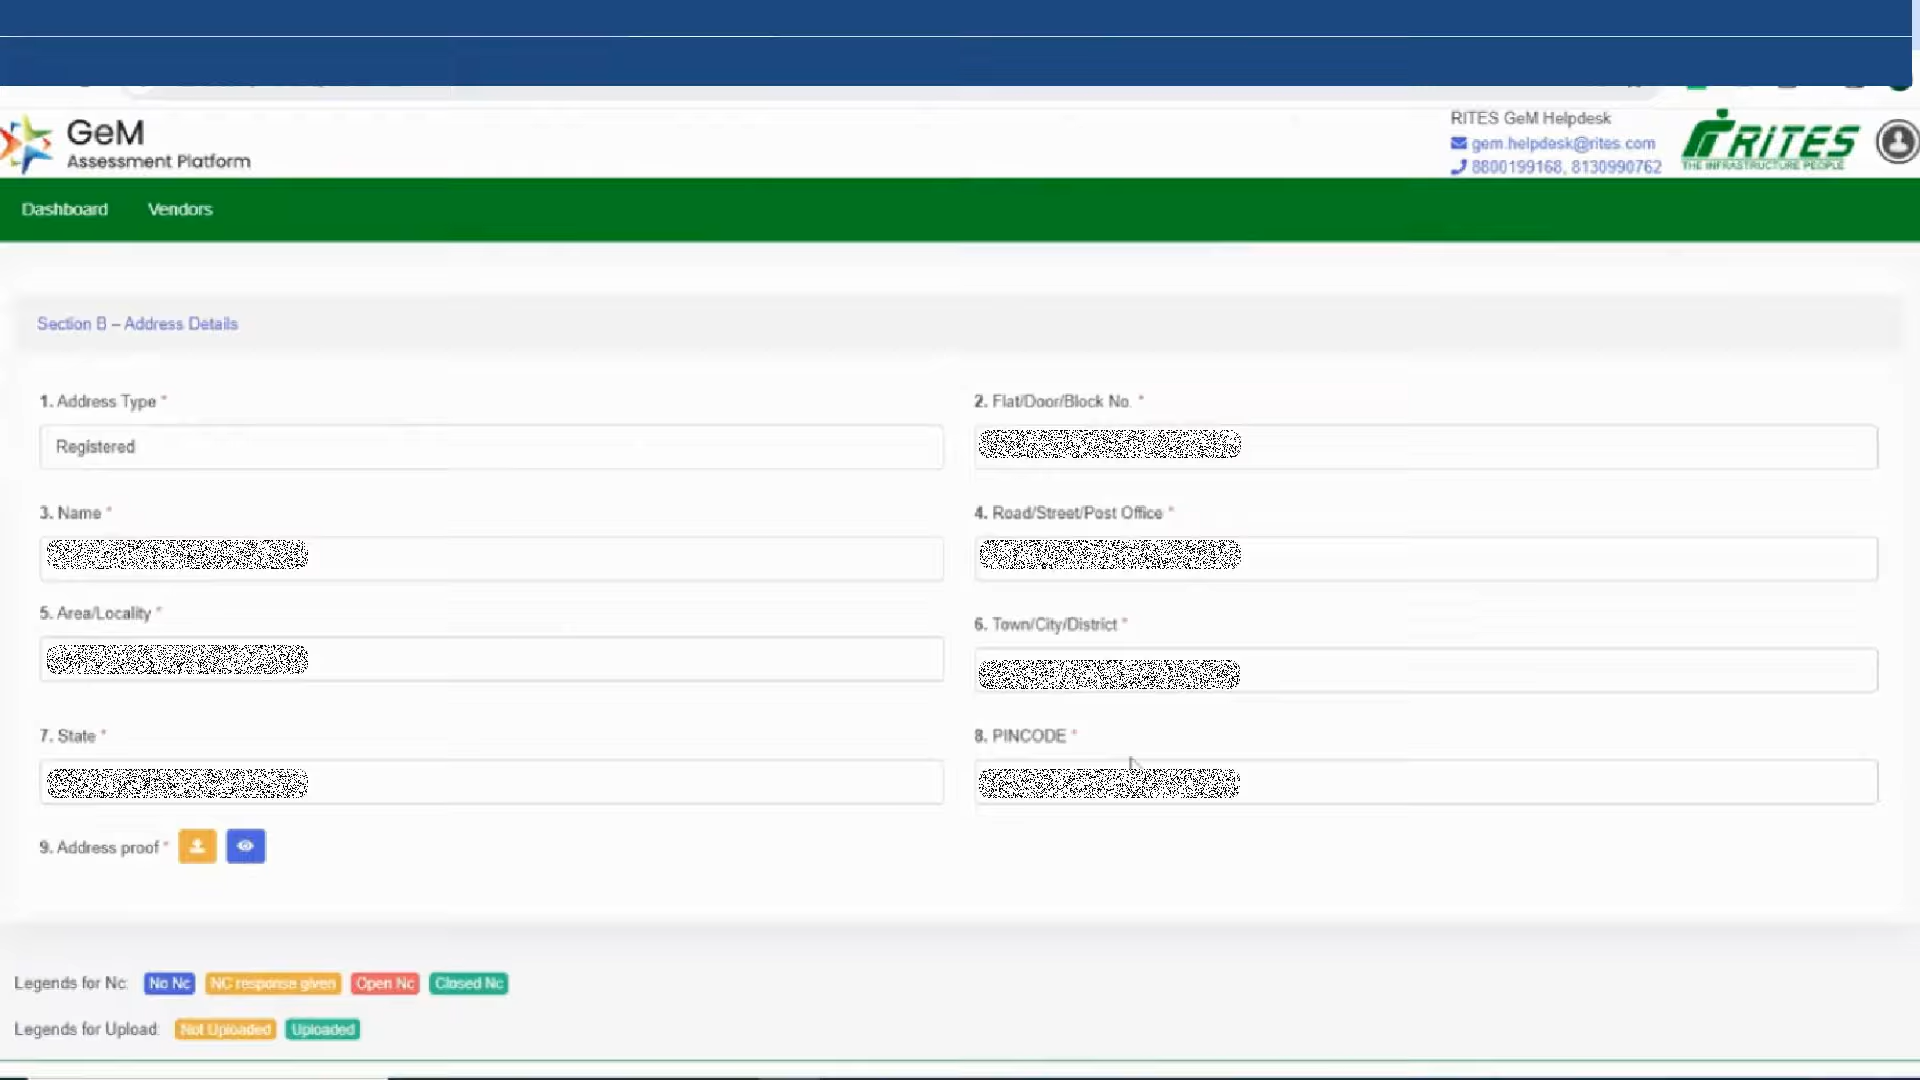 GeM
Assessment Platform
RITES GeM Helpdesk
gem.helpdesk@rites.com
8800199168, 8130990762
RITES
THE INFRASTRUCTURE PEOPLE
Dashboard Vendors
Section B – Address Details
1. Address Type *
2. Flat/Door/Block No. *
Registered
3. Name *
4. Road/Street/Post Office *
5. Area/Locality *
6. Town/City/District *
7. State *
8. PINCODE *
9. Address proof *
Legends for Nc: No Nc NC response given Open Nc Closed Nc
Legends for Upload: Not Uploaded Uploaded